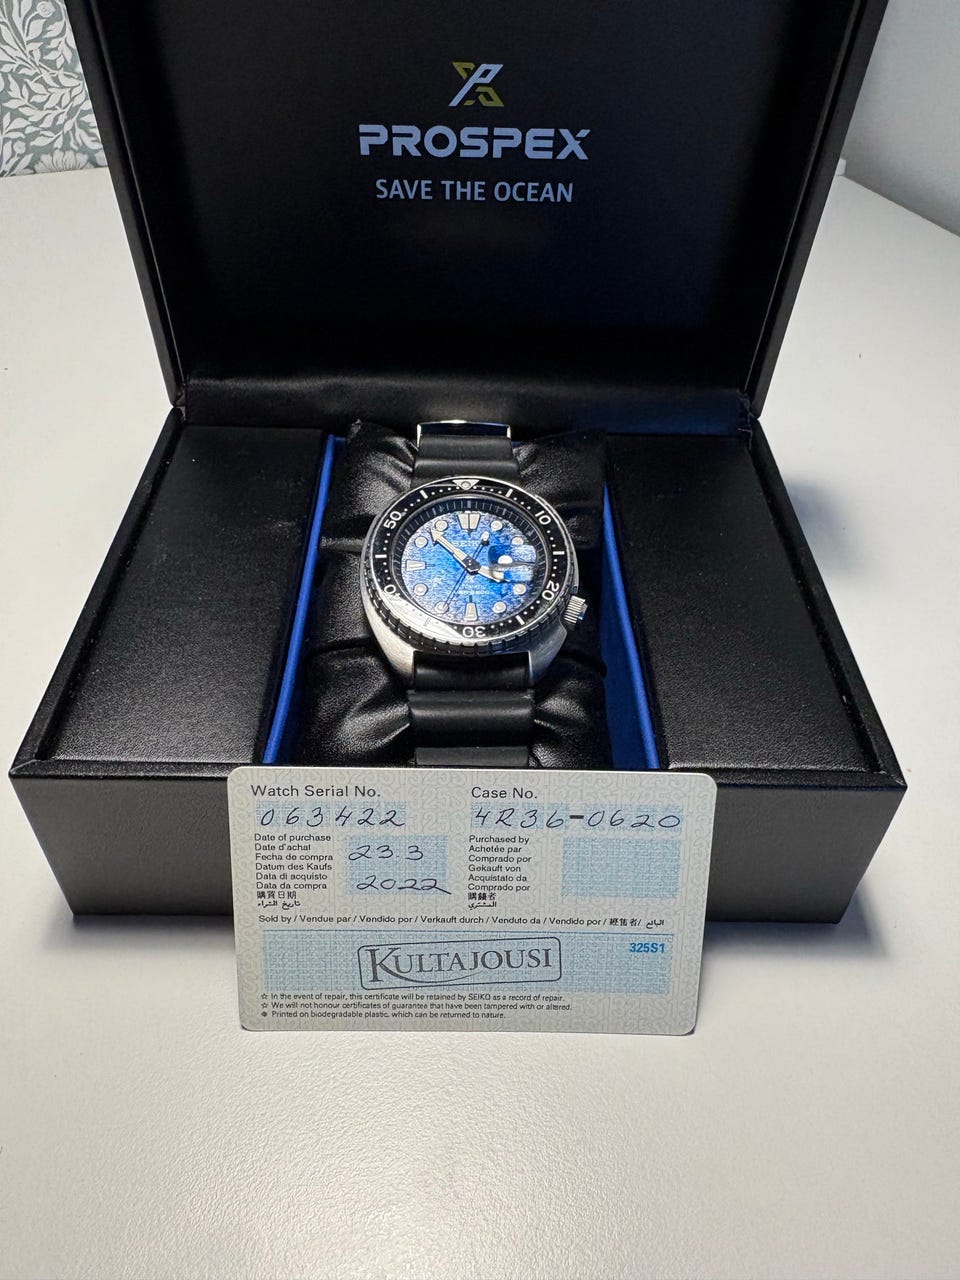 PROSPEX
SAVE THE OCEAN
50
10
20
30
SEIKO
AUTOMATIC
Watch Serial No.
063422
Case No.
4R36-0620
Date of purchase
Date d'achat
Fecha de compra
Datum des Kaufs
Data di acquisto
Data da compra
購買日期
تاريخ الشراء
23.3
2022
Purchased by
Achetée par
Comprado por
Gekauft von
Acquistato da
Comprado por
購錶者
المشتري
Sold by / Vendue par / Vendido por / Verkauft durch / Venduto da / Vendido por / 經售者 / البائع
325S1
KULTAJOUSI
☆ In the event of repair, this certificate will be retained by SEIKO as a record of repair.
☆ We will not honour certificates of guarantee that have been tampered with or altered.
Printed on biodegradable plastic, which can be returned to nature.